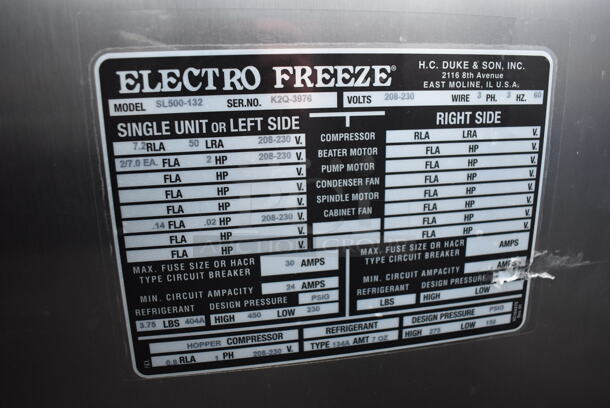 ELECTRO FREEZE®
H.C. DUKE & SON, INC.
2116 8th Avenue
EAST MOLINE, IL U.S.A.
MODEL SL500-132 SER.NO. K2Q-3976 VOLTS 208-230 WIRE 3 PH. 3 HZ. 60
SINGLE UNIT OR LEFT SIDE
7.2 RLA 50 LRA 208-230 V.
2/7.0 EA. FLA 2 HP 208-230 V.
FLA HP V.
FLA HP V.
FLA HP V.
.14 FLA .02 HP 208-230 V.
FLA HP V.
COMPRESSOR
BEATER MOTOR
PUMP MOTOR
CONDENSER FAN
SPINDLE MOTOR
CABINET FAN
RIGHT SIDE
RLA LRA V.
FLA HP V.
FLA HP V.
FLA HP V.
FLA HP V.
FLA HP V.
FLA HP V.
MAX. FUSE SIZE OR HACR
TYPE CIRCUIT BREAKER 30 AMPS
MIN. CIRCUIT AMPACITY 24 AMPS
REFRIGERANT DESIGN PRESSURE PSIG
3.75 LBS 404A HIGH 450 LOW 230
MAX. FUSE SIZE OR HACR
TYPE CIRCUIT BREAKER AMPS
MIN. CIRCUIT AMPACITY AMPS
REFRIGERANT DESIGN PRESSURE
LBS HIGH LOW
HOPPER COMPRESSOR
0.8 RLA 1 PH 208-230 V.
REFRIGERANT
TYPE 134A AMT 7 OZ
DESIGN PRESSURE PSIG
HIGH 275 LOW 150